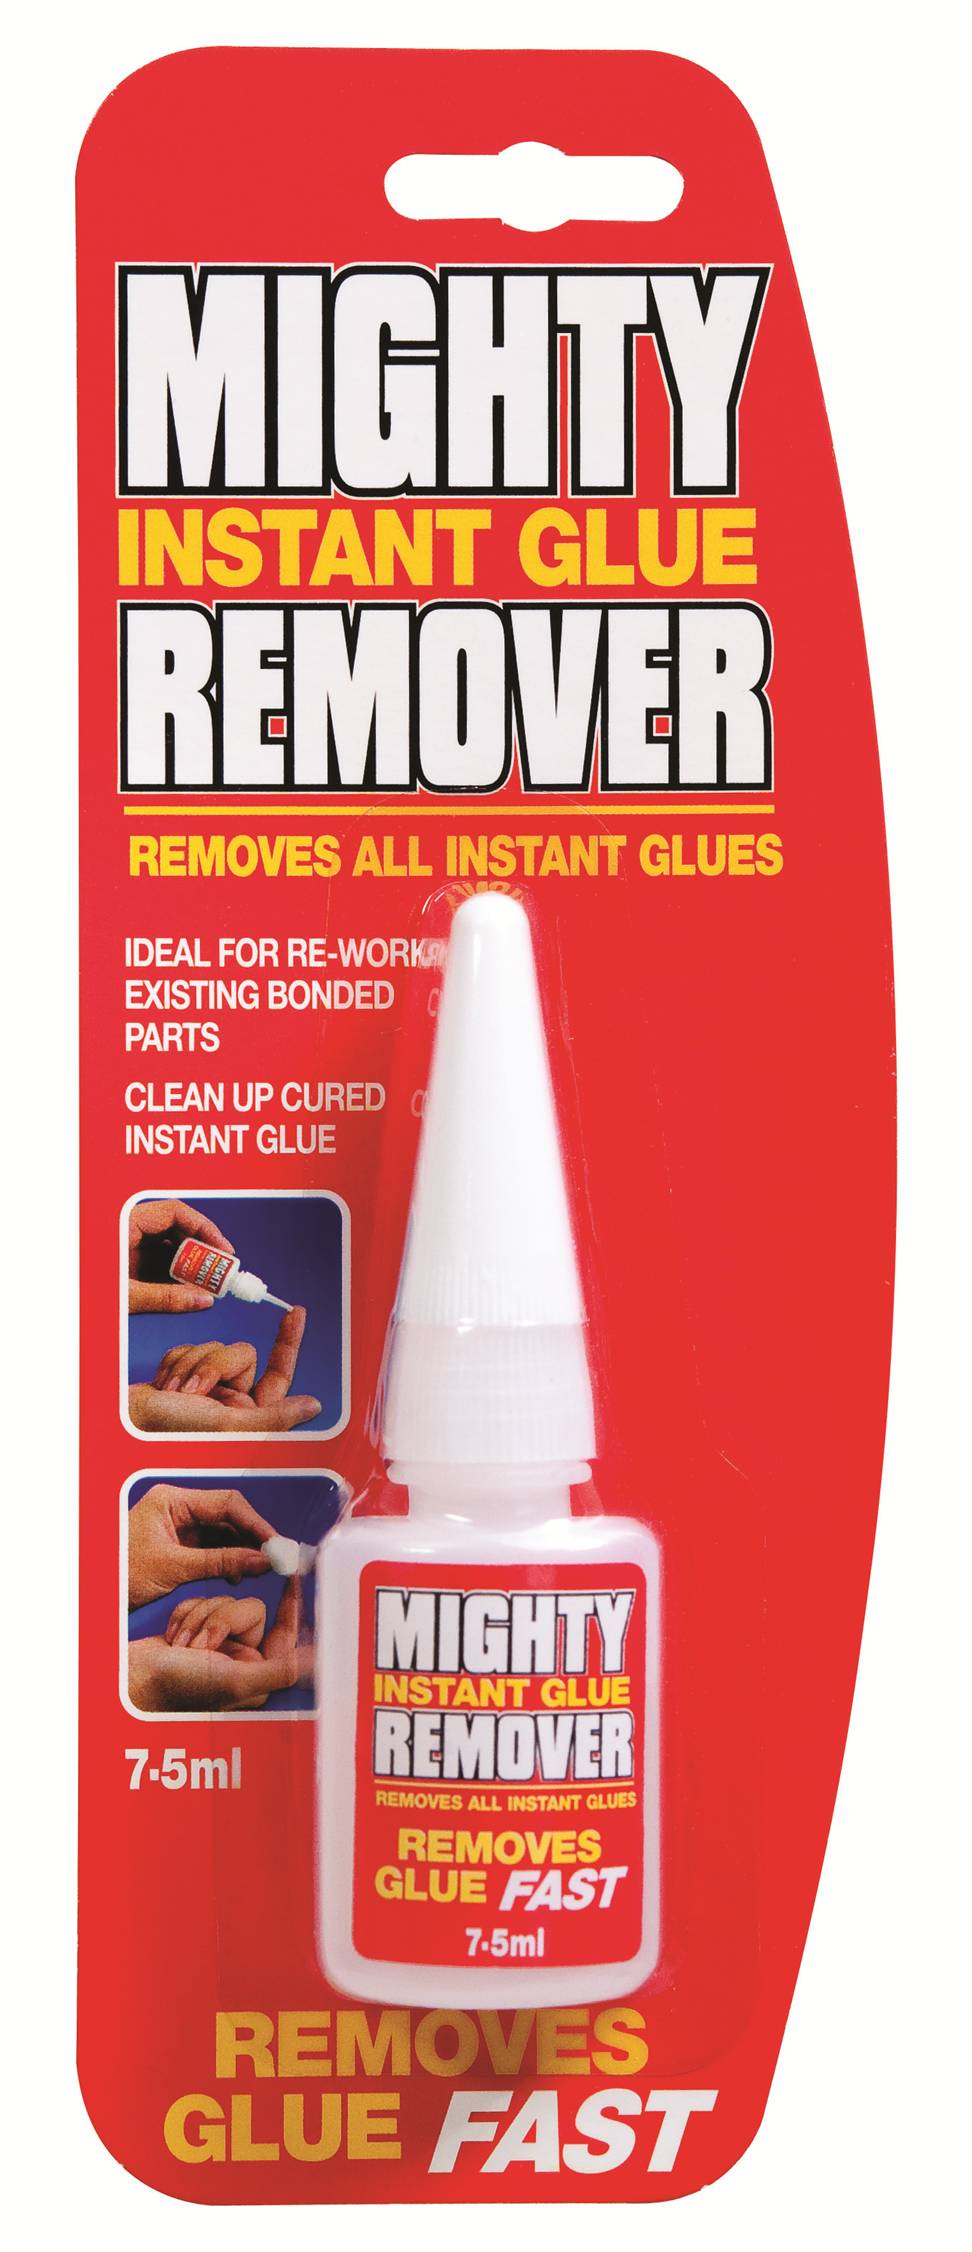 MIGHTY
INSTANT GLUE
REMOVER
REMOVES ALL INSTANT GLUES
IDEAL FOR RE-WORK
EXISTING BONDED
PARTS
CLEAN UP CURED
INSTANT GLUE
MIGHTY
REMOVER
7·5ml
MIGHTY
INSTANT GLUE
REMOVER
REMOVES ALL INSTANT GLUES
REMOVES
GLUE FAST
7·5ml
REMOVES
GLUE FAST